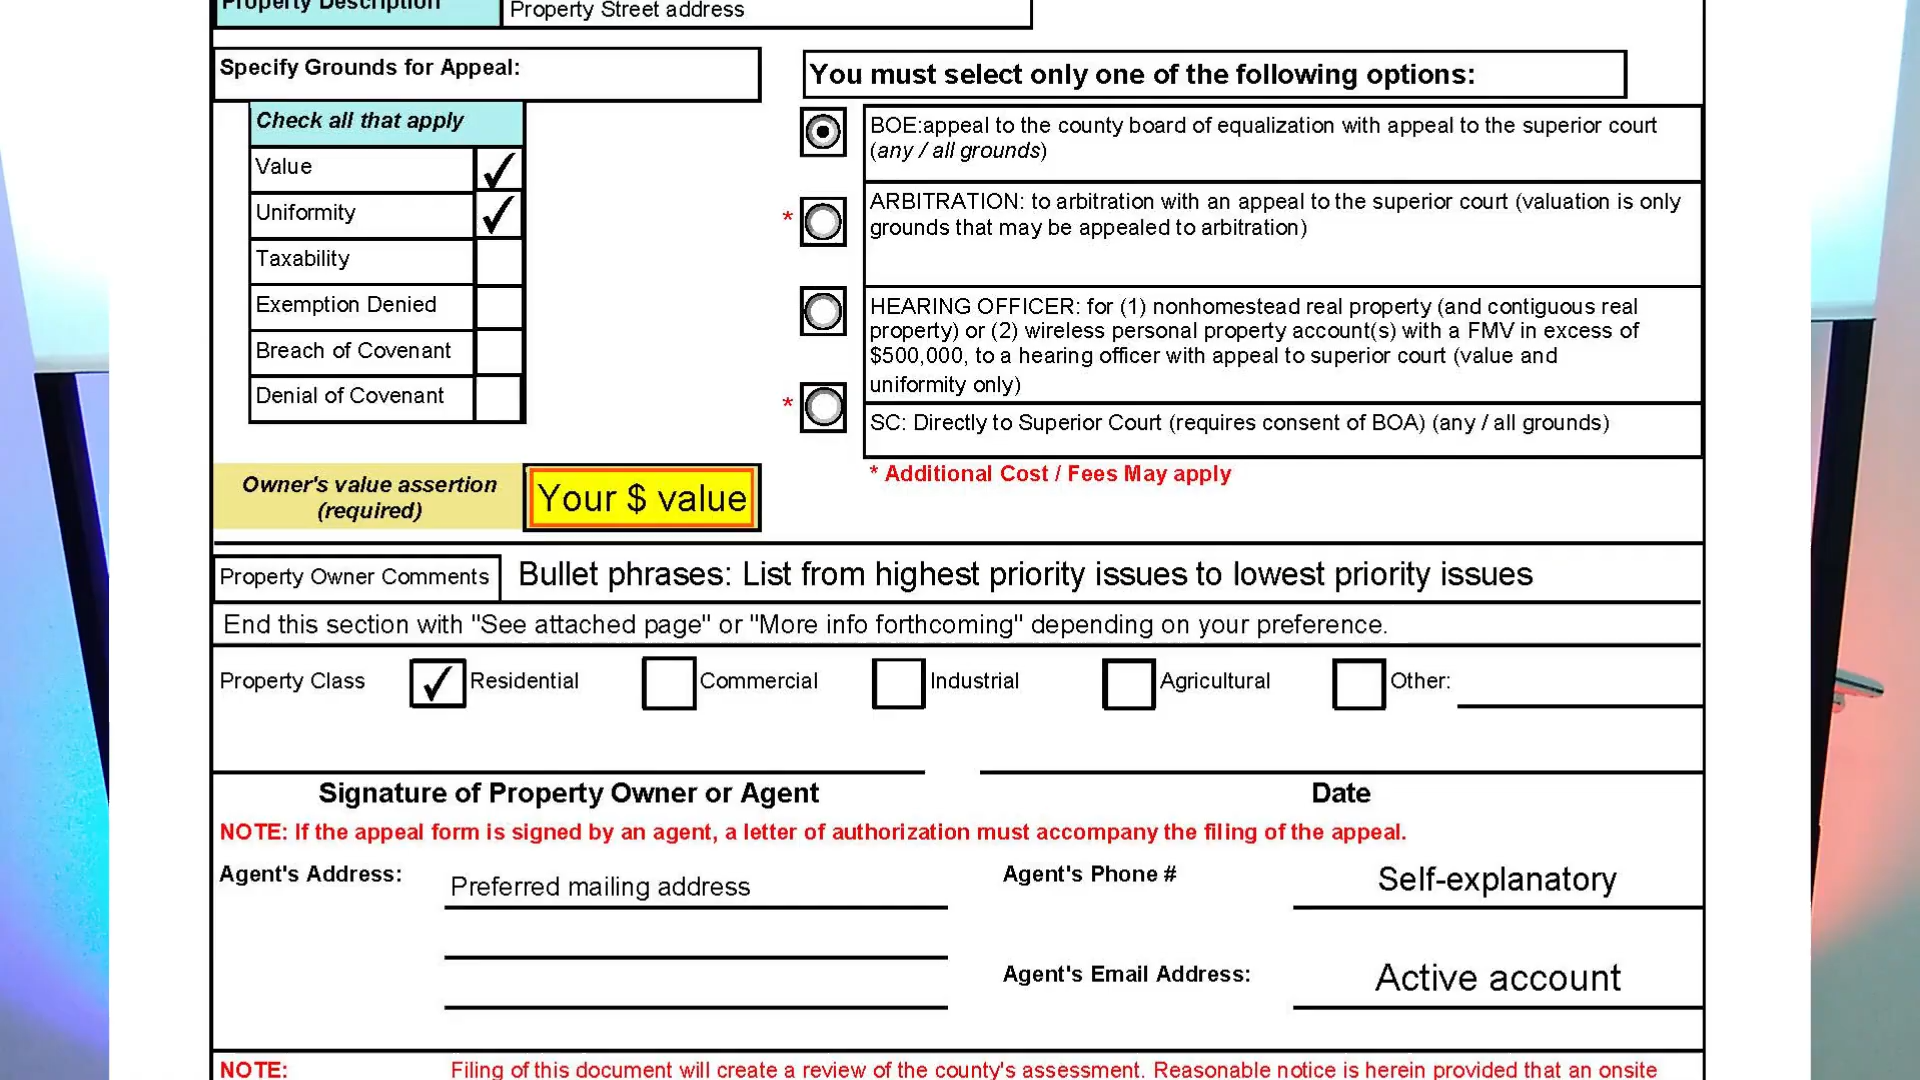 Property Description
Property Street address
Specify Grounds for Appeal:
Check all that apply
Value
Uniformity
Taxability
Exemption Denied
Breach of Covenant
Denial of Covenant
You must select only one of the following options:
BOE:appeal to the county board of equalization with appeal to the superior court
(any / all grounds)
* ARBITRATION: to arbitration with an appeal to the superior court (valuation is only
grounds that may be appealed to arbitration)
HEARING OFFICER: for (1) nonhomestead real property (and contiguous real
property) or (2) wireless personal property account(s) with a FMV in excess of
$500,000, to a hearing officer with appeal to superior court (value and
uniformity only)
* SC: Directly to Superior Court (requires consent of BOA) (any / all grounds)
* Additional Cost / Fees May apply
Owner's value assertion
(required)
Your $ value
Property Owner Comments
Bullet phrases: List from highest priority issues to lowest priority issues
End this section with "See attached page" or "More info forthcoming" depending on your preference.
Property Class Residential Commercial Industrial Agricultural Other:
Signature of Property Owner or Agent
Date
NOTE: If the appeal form is signed by an agent, a letter of authorization must accompany the filing of the appeal.
Agent's Address:
Preferred mailing address
Agent's Phone #
Self-explanatory
Agent's Email Address:
Active account
NOTE: Filing of this document will create a review of the county's assessment. Reasonable notice is herein provided that an onsite